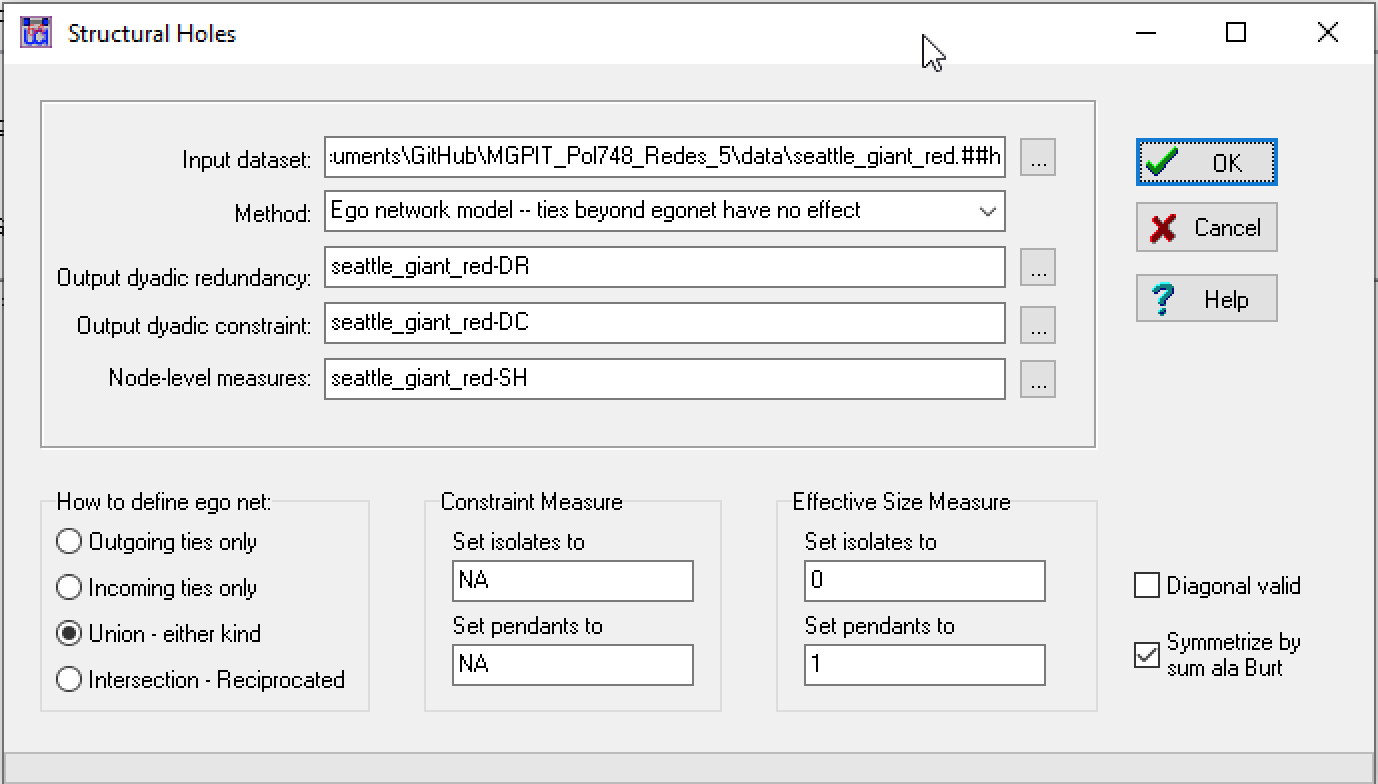 Structural Holes
Input dataset: :uments\GitHub\MGPIT_Pol748_Redes_5\data\seattle_giant_red.##h ...
OK
Method: Ego network model -- ties beyond egonet have no effect
Cancel
Output dyadic redundancy: seattle_giant_red-DR ...
Help
Output dyadic constraint: seattle_giant_red-DC ...
Node-level measures: seattle_giant_red-SH ...
How to define ego net:
Outgoing ties only
Incoming ties only
Union - either kind
Intersection - Reciprocated
Constraint Measure
Set isolates to
NA
Set pendants to
NA
Effective Size Measure
Set isolates to
0
Set pendants to
1
Diagonal valid
Symmetrize by
sum ala Burt